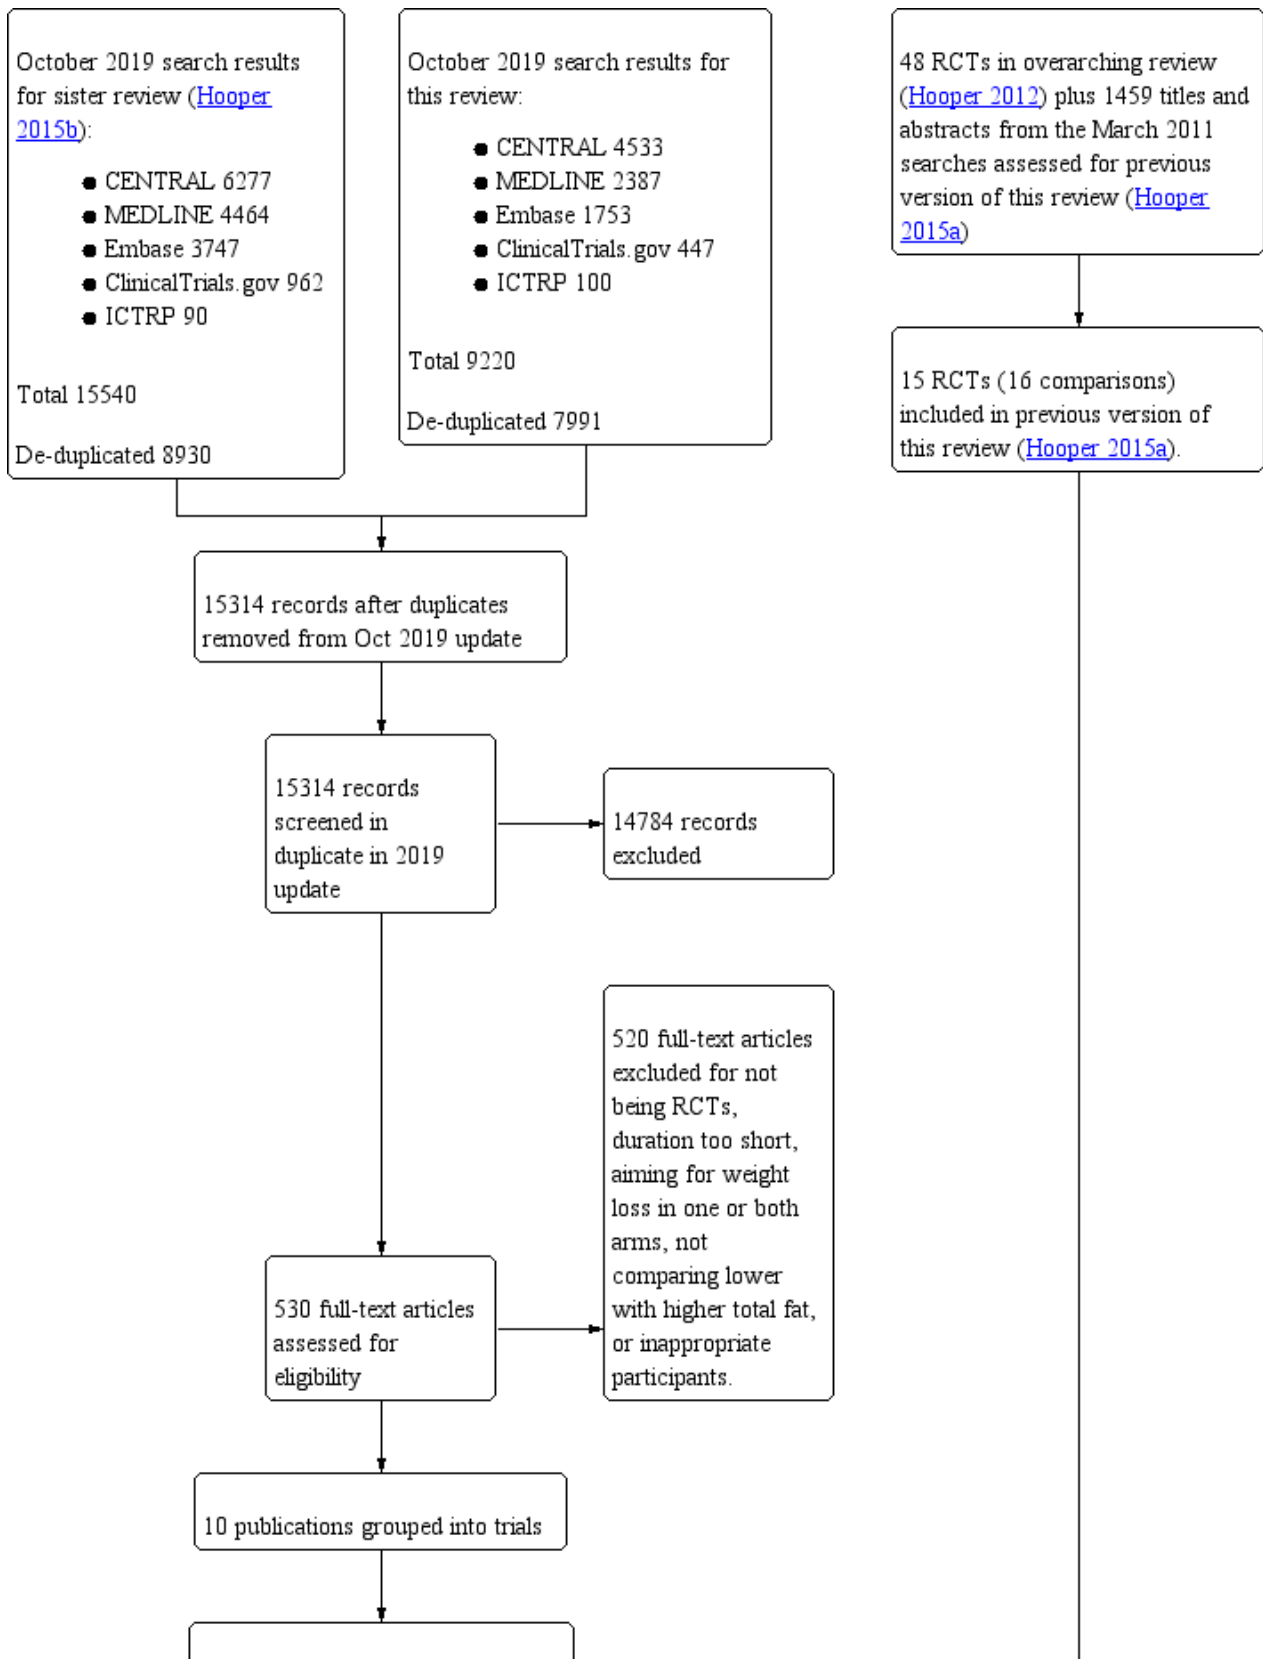 October 2019 search results
for sister review (Hooper
2015b):
● CENTRAL 6277
● MEDLINE 4464
● Embase 3747
● ClinicalTrials.gov 962
● ICTRP 90
Total 15540
De-duplicated 8930
October 2019 search results for
this review:
● CENTRAL 4533
● MEDLINE 2387
● Embase 1753
● ClinicalTrials.gov 447
● ICTRP 100
Total 9220
De-duplicated 7991
48 RCTs in overarching review
(Hooper 2012) plus 1459 titles and
abstracts from the March 2011
searches assessed for previous
version of this review (Hooper
2015a)
15 RCTs (16 comparisons)
included in previous version of
this review (Hooper 2015a).
15314 records after duplicates
removed from Oct 2019 update
15314 records
screened in
duplicate in 2019
update
14784 records
excluded
520 full-text articles
excluded for not
being RCTs,
duration too short,
aiming for weight
loss in one or both
arms, not
comparing lower
with higher total fat,
or inappropriate
participants.
530 full-text articles
assessed for
eligibility
10 publications grouped into trials